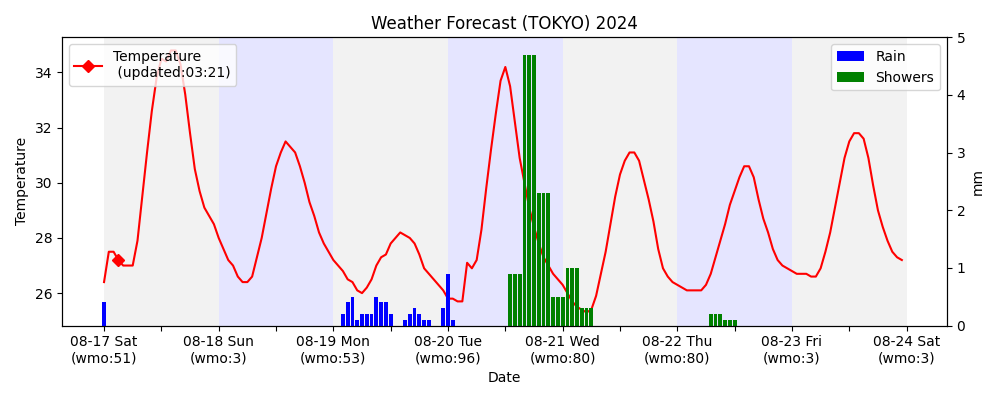 Weather Forecast (TOKYO) 2024
Temperature
(updated:03:21)
Rain
Showers
Temperature
34
32
30
28
26
5
4
3
2
1
0
mm
08-17 Sat
(wmo:51)
08-18 Sun
(wmo:3)
08-19 Mon
(wmo:53)
08-20 Tue
(wmo:96)
08-21 Wed
(wmo:80)
08-22 Thu
(wmo:80)
08-23 Fri
(wmo:3)
08-24 Sat
(wmo:3)
Date